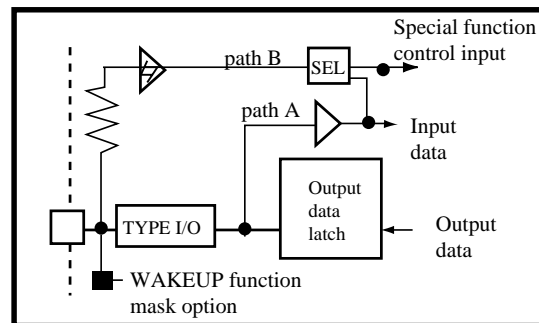 Special function
control input
path B
SEL
path A
Input
data
Output
data
latch
TYPE I/O
Output
data
WAKEUP function
mask option